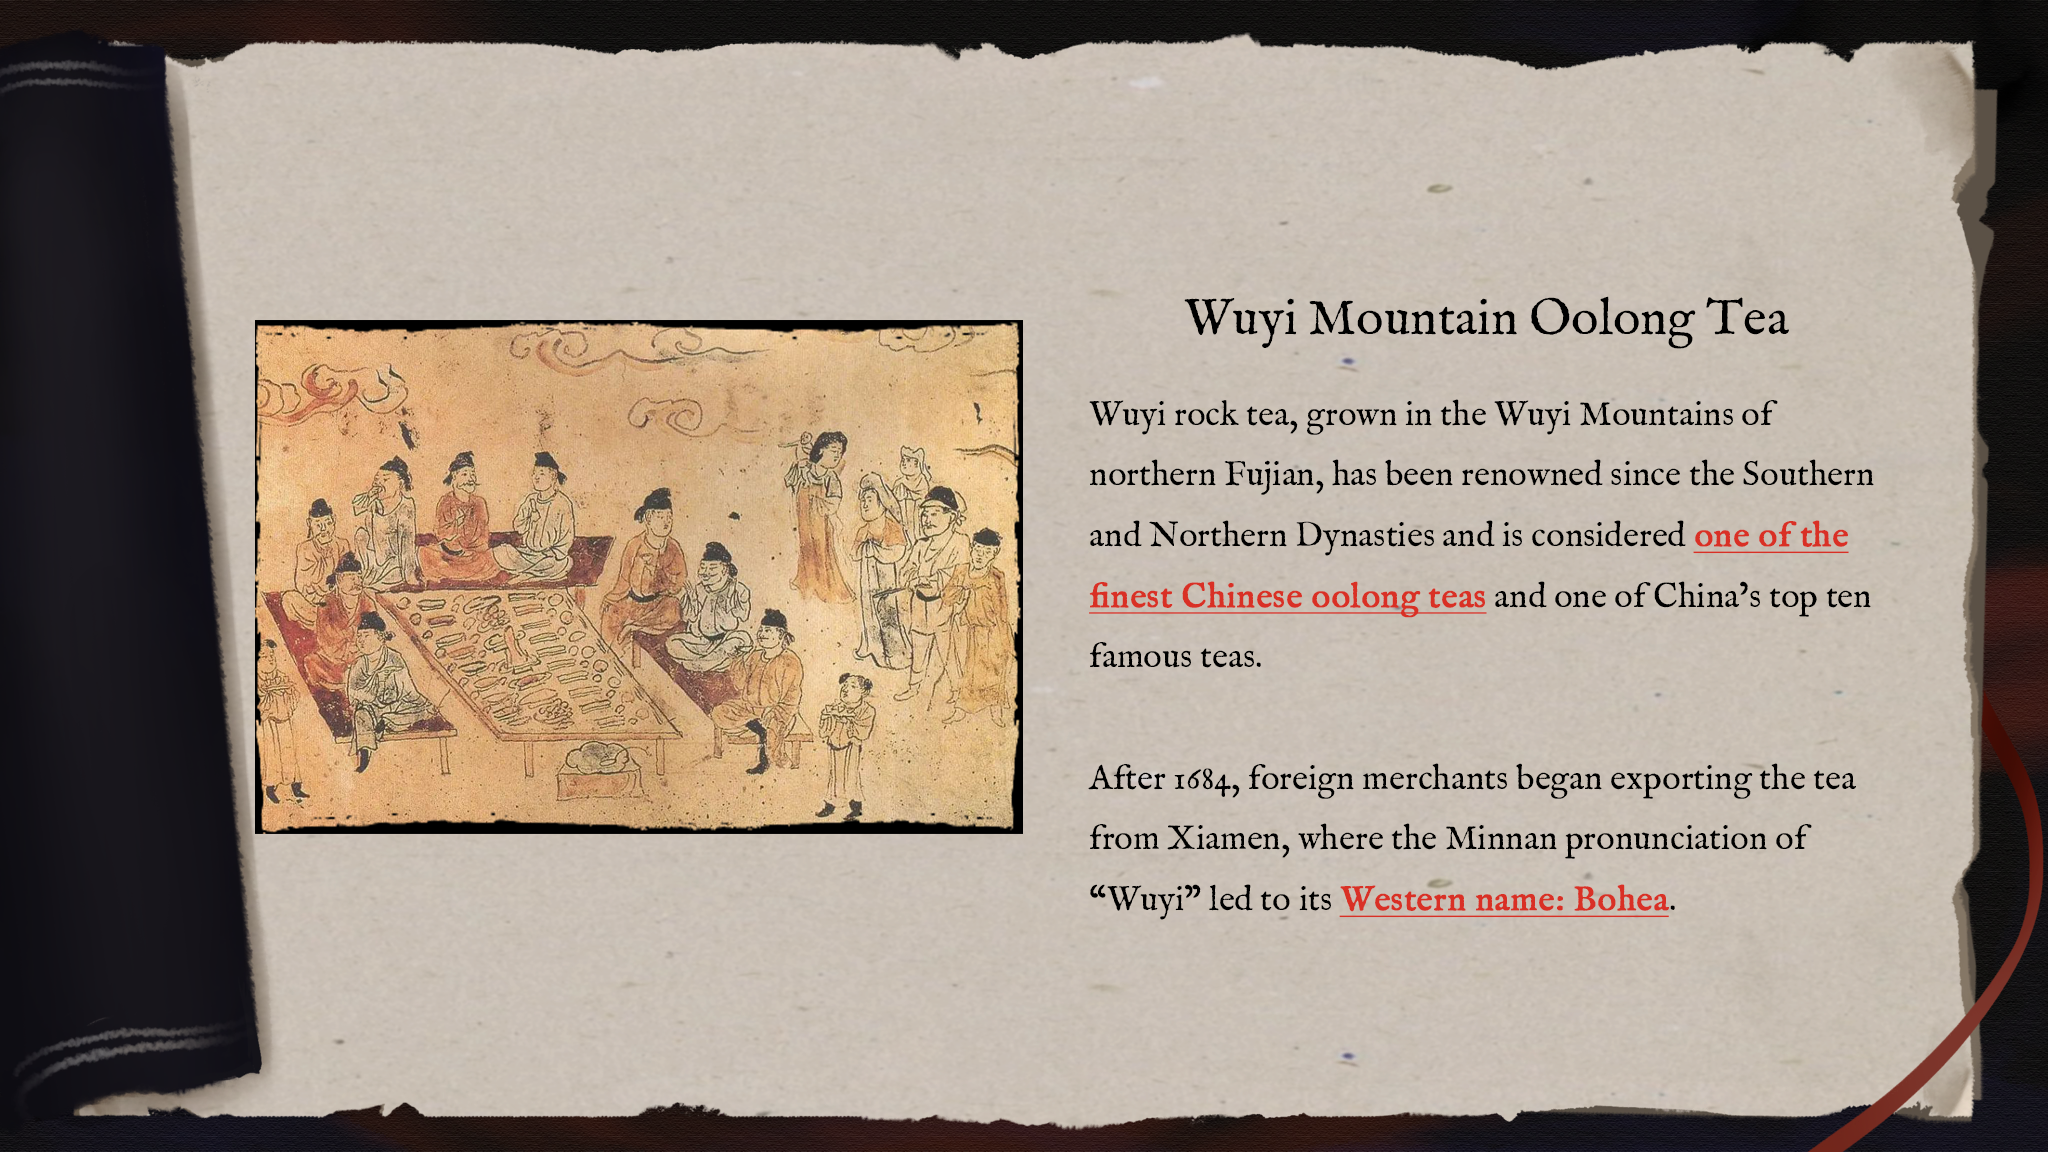 Wuyi Mountain Oolong Tea
Wuyi rock tea, grown in the Wuyi Mountains of
northern Fujian, has been renowned since the Southern
and Northern Dynasties and is considered one of the
finest Chinese oolong teas and one of China’s top ten
famous teas.
After 1684, foreign merchants began exporting the tea
from Xiamen, where the Minnan pronunciation of
“Wuyi” led to its Western name: Bohea.